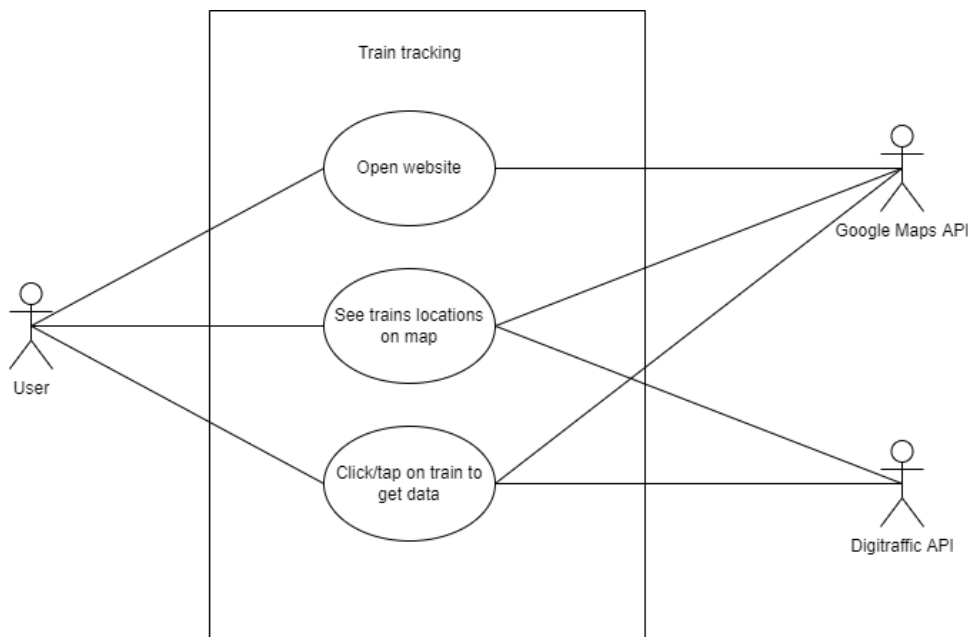 Train tracking
Open website
Google Maps API
See trains locations
on map
User
Click/tap on train to
get data
Digitraffic API